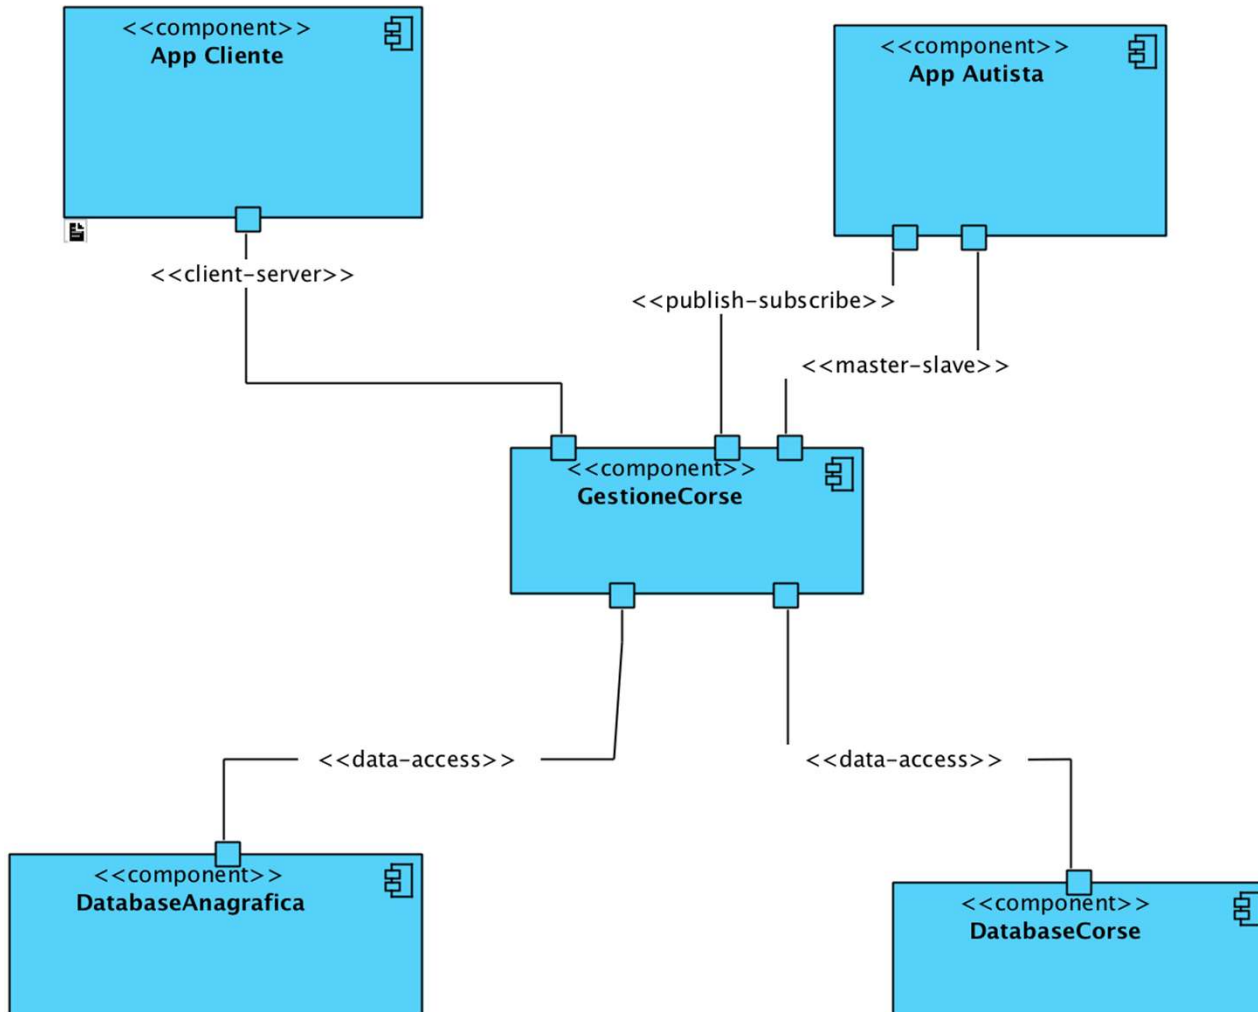 <<component>>
App Cliente
<<component>>
App Autista
<<client-server>>
<<publish-subscribe>>
<<master-slave>>
<<component>>
GestioneCorse
<<data-access>>
<<data-access>>
<<component>>
DatabaseAnagrafica
<<component>>
DatabaseCorse